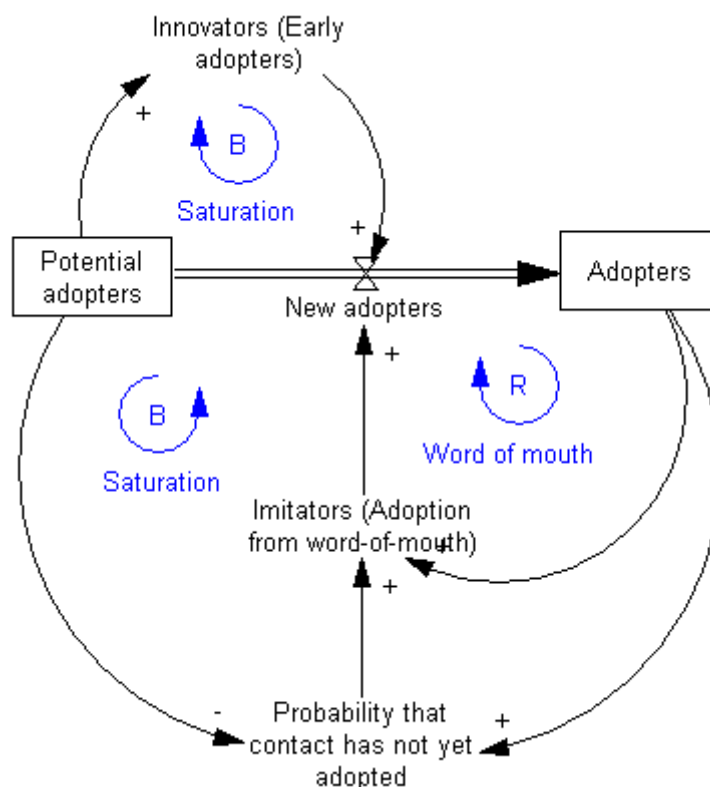 Innovators (Early
adopters)
+
B
Saturation
+
Potential
adopters
Adopters
New adopters
+
B
R
Saturation
Word of mouth
Imitators (Adoption
from word-of-mouth)
+
+
-
Probability that
contact has not yet
adopted
+